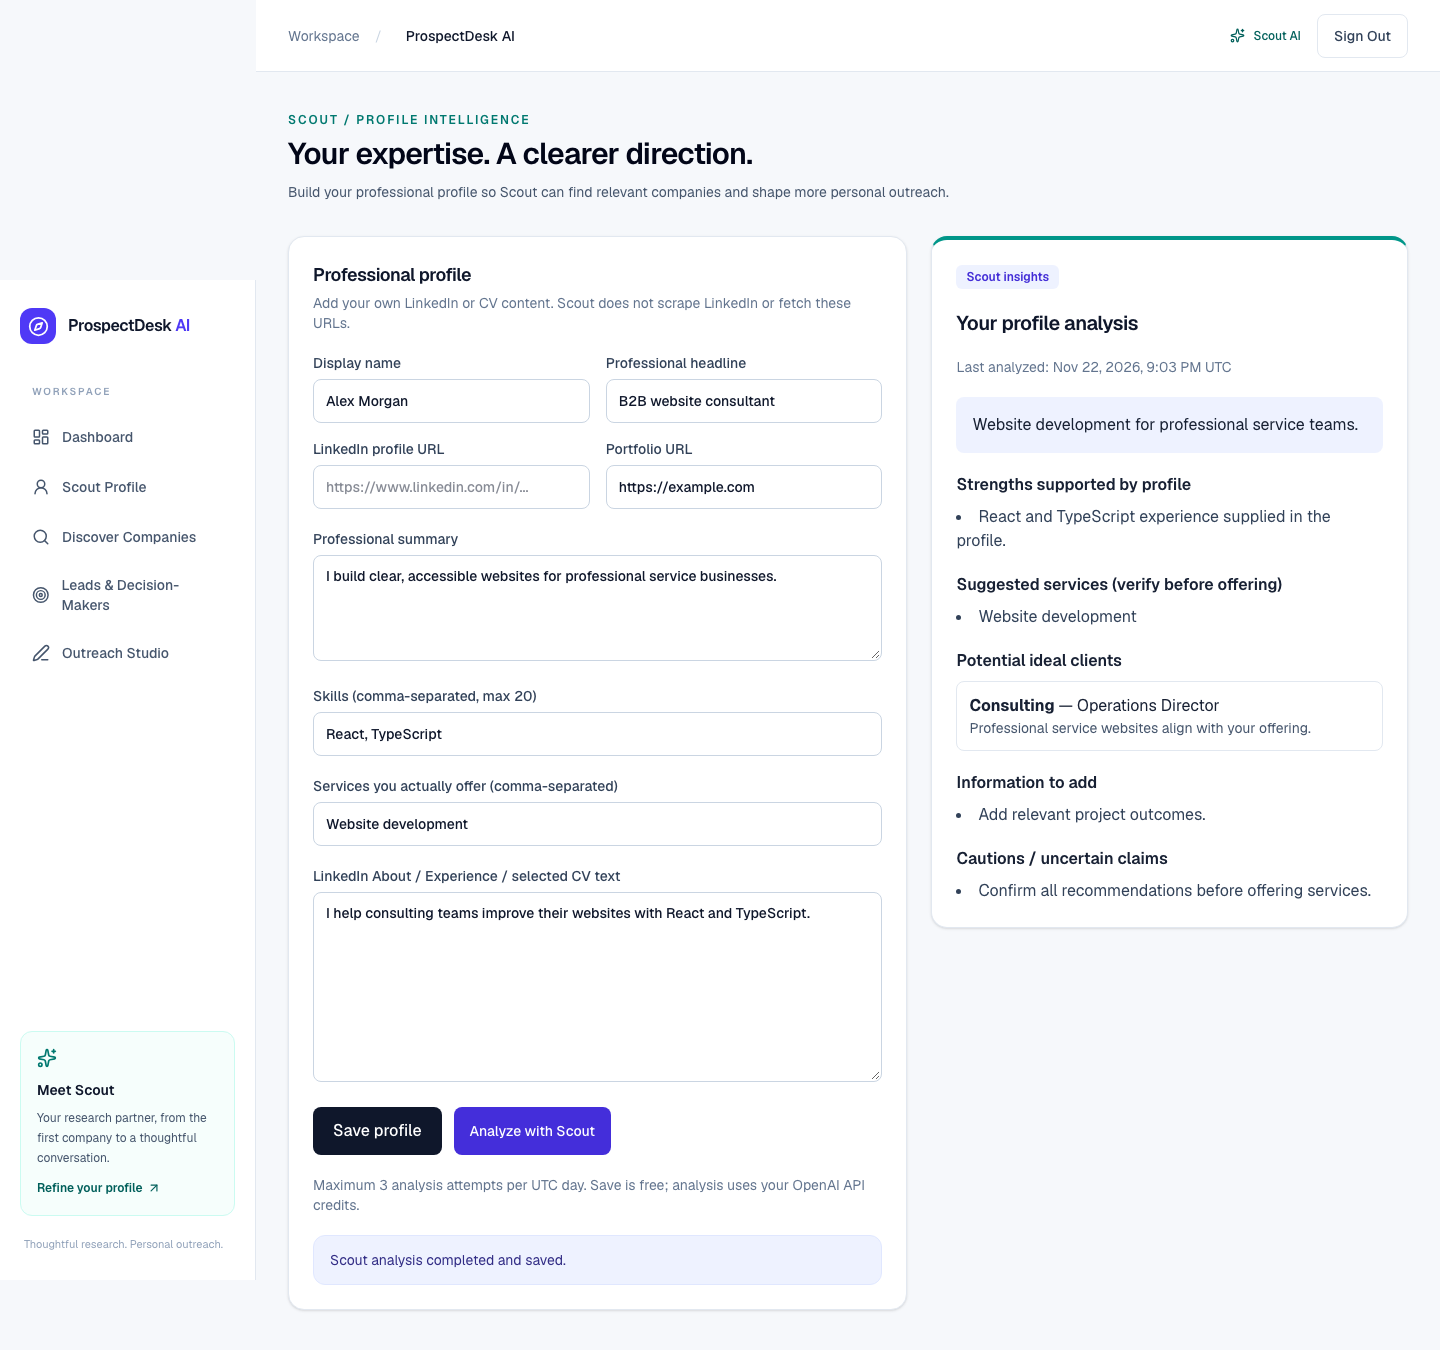 Workspace / ProspectDesk AI
Scout AI
Sign Out
SCOUT / PROFILE INTELLIGENCE
Your expertise. A clearer direction.
Build your professional profile so Scout can find relevant companies and shape more personal outreach.
ProspectDesk AI
WORKSPACE
Dashboard
Scout Profile
Discover Companies
Leads & Decision-
Makers
Outreach Studio
Meet Scout
Your research partner, from the
first company to a thoughtful
conversation.
Refine your profile
Thoughtful research. Personal outreach.
Professional profile
Add your own LinkedIn or CV content. Scout does not scrape LinkedIn or fetch these
URLs.
Display name
Alex Morgan
Professional headline
B2B website consultant
LinkedIn profile URL
https://www.linkedin.com/in/...
Portfolio URL
https://example.com
Professional summary
I build clear, accessible websites for professional service businesses.
Skills (comma-separated, max 20)
React, TypeScript
Services you actually offer (comma-separated)
Website development
LinkedIn About / Experience / selected CV text
I help consulting teams improve their websites with React and TypeScript.
Save profile
Analyze with Scout
Maximum 3 analysis attempts per UTC day. Save is free; analysis uses your OpenAI API
credits.
Scout analysis completed and saved.
Scout insights
Your profile analysis
Last analyzed: Nov 22, 2026, 9:03 PM UTC
Website development for professional service teams.
Strengths supported by profile
• React and TypeScript experience supplied in the
profile.
Suggested services (verify before offering)
• Website development
Potential ideal clients
Consulting — Operations Director
Professional service websites align with your offering.
Information to add
• Add relevant project outcomes.
Cautions / uncertain claims
• Confirm all recommendations before offering services.